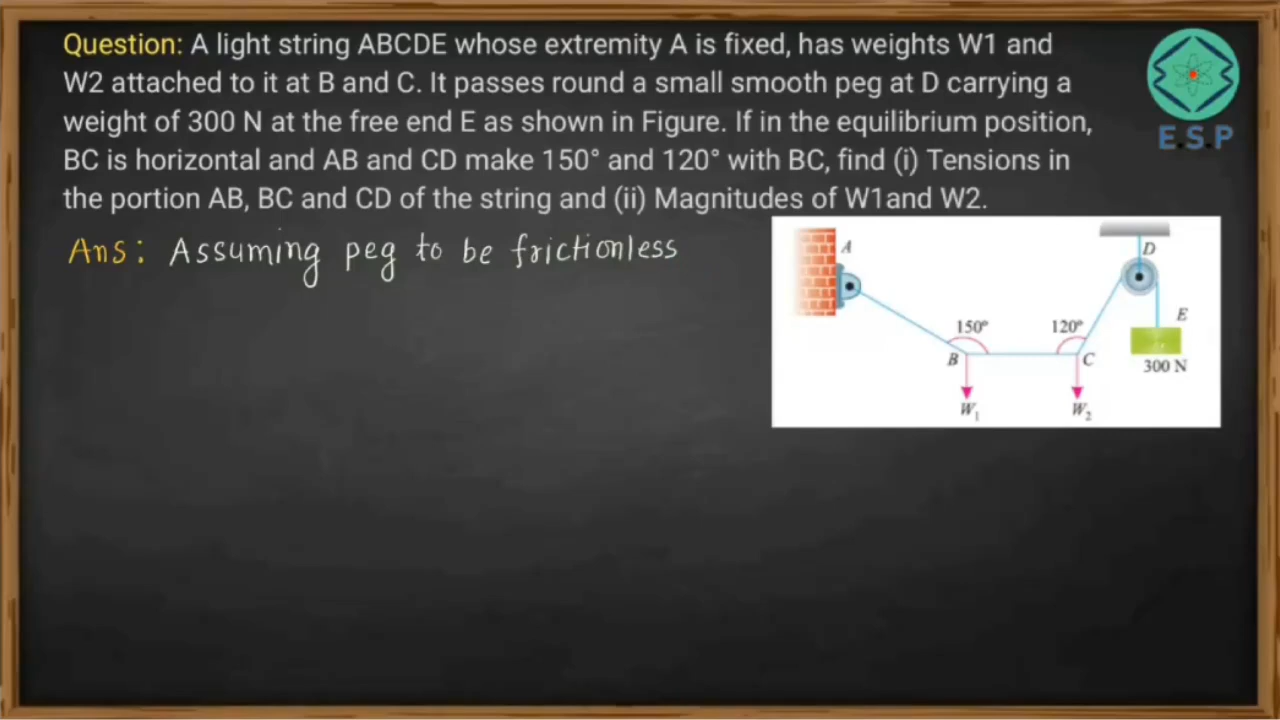 Question: A light string ABCDE whose extremity A is fixed, has weights W1 and
W2 attached to it at B and C. It passes round a small smooth peg at D carrying a
weight of 300 N at the free end E as shown in Figure. If in the equilibrium position,
BC is horizontal and AB and CD make 150° and 120° with BC, find (i) Tensions in
the portion AB, BC and CD of the string and (ii) Magnitudes of W1and W2.
E.S.P
Ans: Assuming peg to be frictionless
A
D
E
150°
120°
B
C
300 N
W₁
W₂